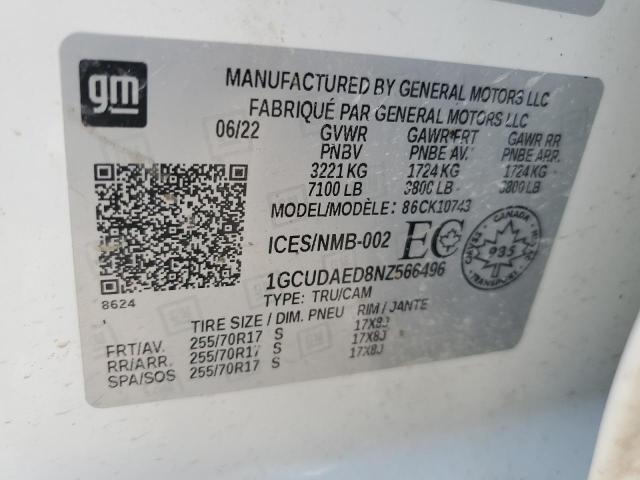 gm
MANUFACTURED BY GENERAL MOTORS LLC
FABRIQUÉ PAR GENERAL MOTORS LLC
06/22 GVWR GAWR FRT GAWR RR
PNBV PNBE AV. PNBE ARR.
3221 KG 1724 KG 1724 KG
7100 LB 3800 LB 3800 LB
MODEL/MODÈLE: 86CK10743
ICES/NMB-002 EC CANADA 935
1GCUDAED8NZ566496
8624 TYPE: TRU/CAM
TIRE SIZE / DIM. PNEU RIM / JANTE
FRT/AV. 255/70R17 S 17X8J
RR/ARR. 255/70R17 S 17X8J
SPA/SOS 255/70R17 S 17X8J